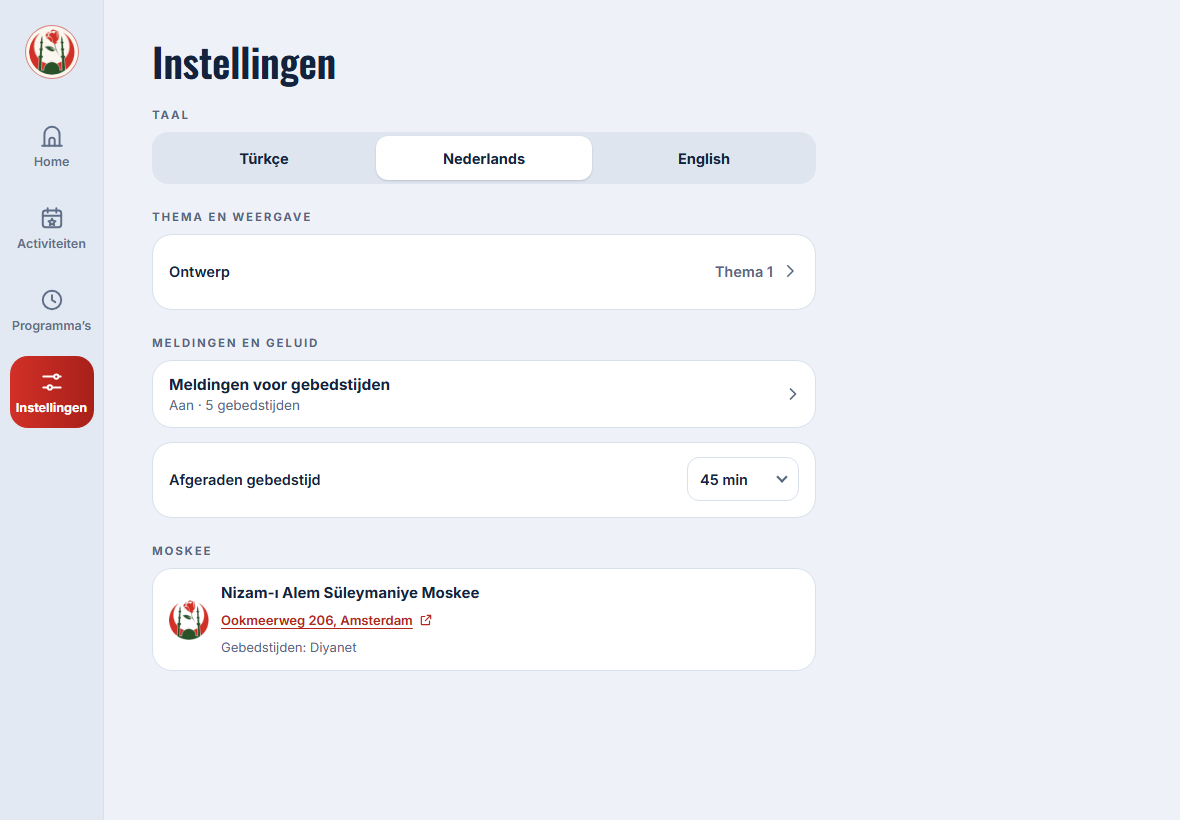 Instellingen
TAAL
Türkçe
Nederlands
English
THEMA EN WEERGAVE
Ontwerp
Thema 1
MELDINGEN EN GELUID
Meldingen voor gebedstijden
Aan · 5 gebedstijden
Afgeraden gebedstijd
45 min
MOSKEE
Nizam-ı Alem Süleymaniye Moskee
Ookmeerweg 206, Amsterdam
Gebedstijden: Diyanet
Home
Activiteiten
Programma's
Instellingen